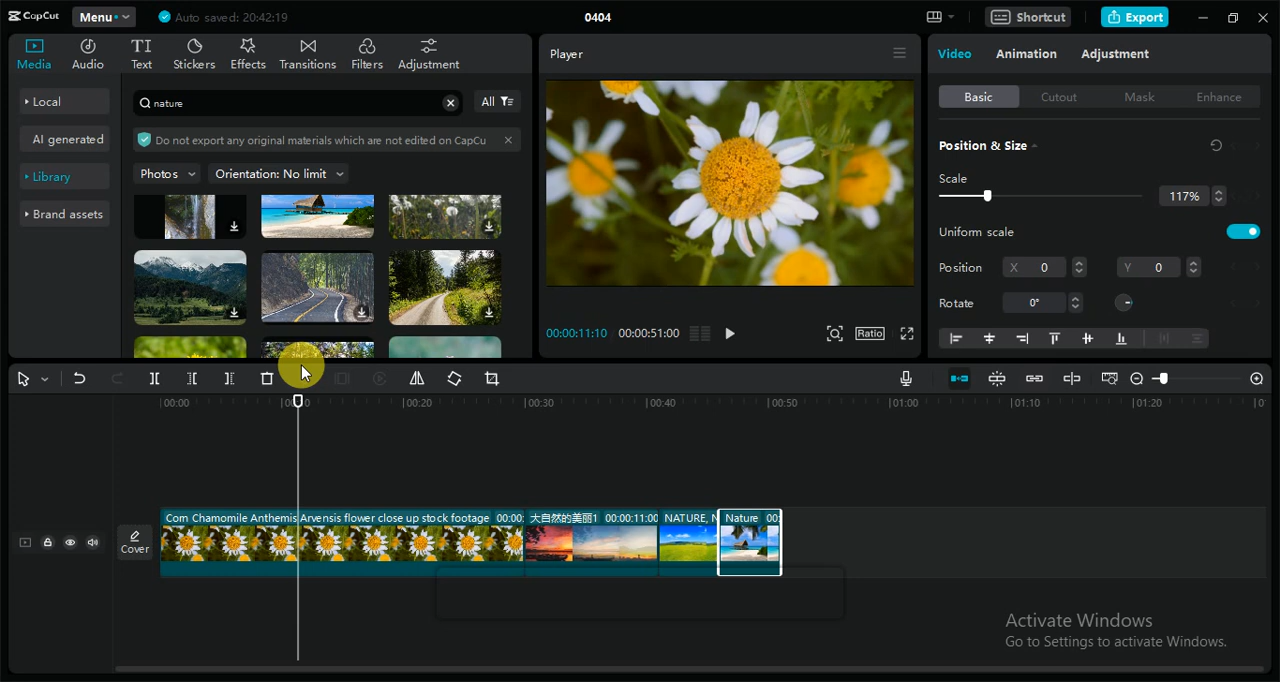 CapCut Menu Auto saved: 20:42:19 0404 Shortcut Export
Media Audio Text Stickers Effects Transitions Filters Adjustment
Local
AI generated
Library
Brand assets
nature
All
Do not export any original materials which are not edited on CapCu
Photos Orientation: No limit
Player
00:00:11:10 00:00:51:00 Ratio
Video Animation Adjustment
Basic Cutout Mask Enhance
Position & Size
Scale
117%
Uniform scale
Position X 0 Y 0
Rotate 0°
00:00 00:20 00:30 00:40 00:50 01:00 01:10 01:20
Cover
Com Chamomile Anthemis Arvensis flower close up stock footage 00:00: 大自然的美丽1 00:00:11:00 NATURE, N Nature 00:
Activate Windows
Go to Settings to activate Windows.